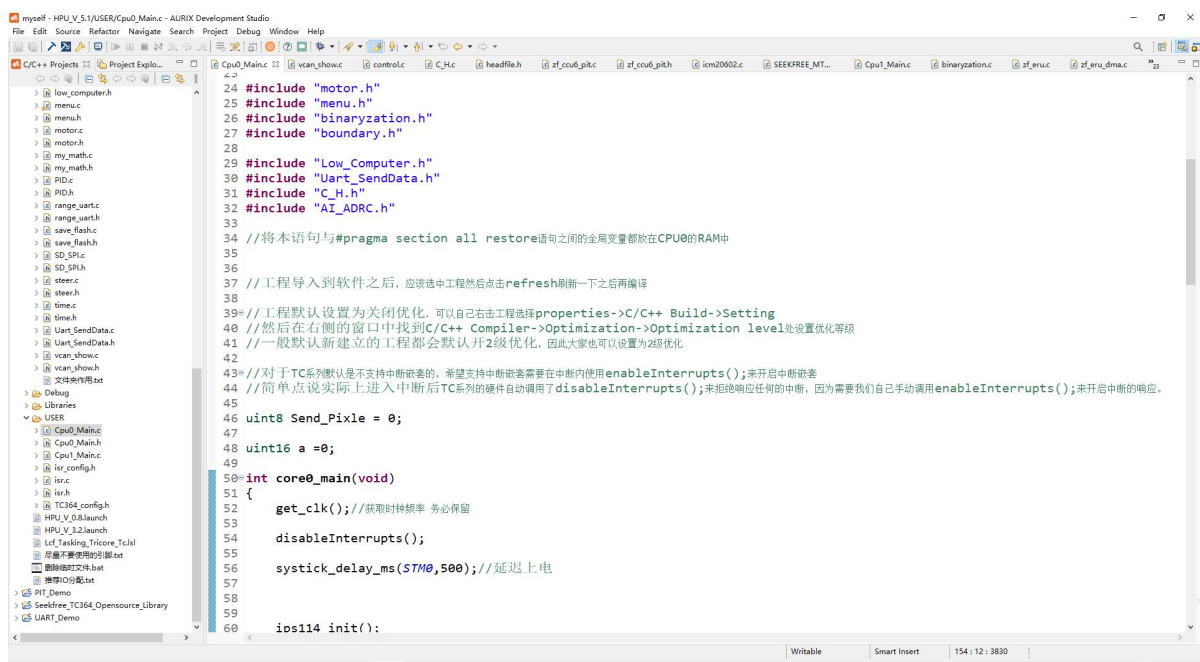 myself - HPU_V_5.1/USER/Cpu0_Main.c - AURIX Development Studio
File Edit Source Refactor Navigate Search Project Debug Window Help
C/C++ Projects Project Explo...
Cpu0_Main.c vcan_show.c control.c C_H.c headfile.h zf_ccu6_pit.c zf_ccu6_pit.h icm20602.c SEEKFREE_MT... Cpu1_Main.c binaryzation.c zf_eru.c zf_eru_dma.c »23
low_computer.h
menu.c
menu.h
motor.c
motor.h
my_math.c
my_math.h
PID.c
PID.h
range_uart.c
range_uart.h
save_flash.c
save_flash.h
SD_SPI.c
SD_SPI.h
steer.c
steer.h
time.c
time.h
Uart_SendData.c
Uart_SendData.h
vcan_show.c
vcan_show.h
文件夹作用.txt
Debug
Libraries
USER
Cpu0_Main.c
Cpu0_Main.h
Cpu1_Main.c
isr_config.h
isr.c
isr.h
TC364_config.h
HPU_V_0.8.launch
HPU_V_3.2.launch
Lcf_Tasking_Tricore_Tc.lsl
尽量不要使用的引脚.txt
删除临时文件.bat
推荐IO分配.txt
PIT_Demo
Seekfree_TC364_Opensource_Library
UART_Demo
23
24 #include "motor.h"
25 #include "menu.h"
26 #include "binaryzation.h"
27 #include "boundary.h"
28
29 #include "Low_Computer.h"
30 #include "Uart_SendData.h"
31 #include "C_H.h"
32 #include "AI_ADRC.h"
33
34 //将本语句与#pragma section all restore语句之间的全局变量都放在CPU0的RAM中
35
36
37 //工程导入到软件之后，应该选中工程然后点击refresh刷新一下之后再编译
38
39 //工程默认设置为关闭优化，可以自己右击工程选择properties->C/C++ Build->Setting
40 //然后在右侧的窗口中找到C/C++ Compiler->Optimization->Optimization level处设置优化等级
41 //一般默认新建立的工程都会默认开2级优化，因此大家也可以设置为2级优化
42
43 //对于TC系列默认是不支持中断嵌套的，希望支持中断嵌套需要在中断内使用enableInterrupts();来开启中断嵌套
44 //简单点说实际上进入中断后TC系列的硬件自动调用了disableInterrupts();来拒绝响应任何的中断，因为需要我们自己手动调用enableInterrupts();来开启中断的响应。
45
46 uint8 Send_Pixle = 0;
47
48 uint16 a =0;
49
50 int core0_main(void)
51 {
52 get_clk();//获取时钟频率 务必保留
53
54 disableInterrupts();
55
56 systick_delay_ms(STM0,500);//延迟上电
57
58
59
60 ips114_init();
Writable Smart Insert 154 : 12 : 3830